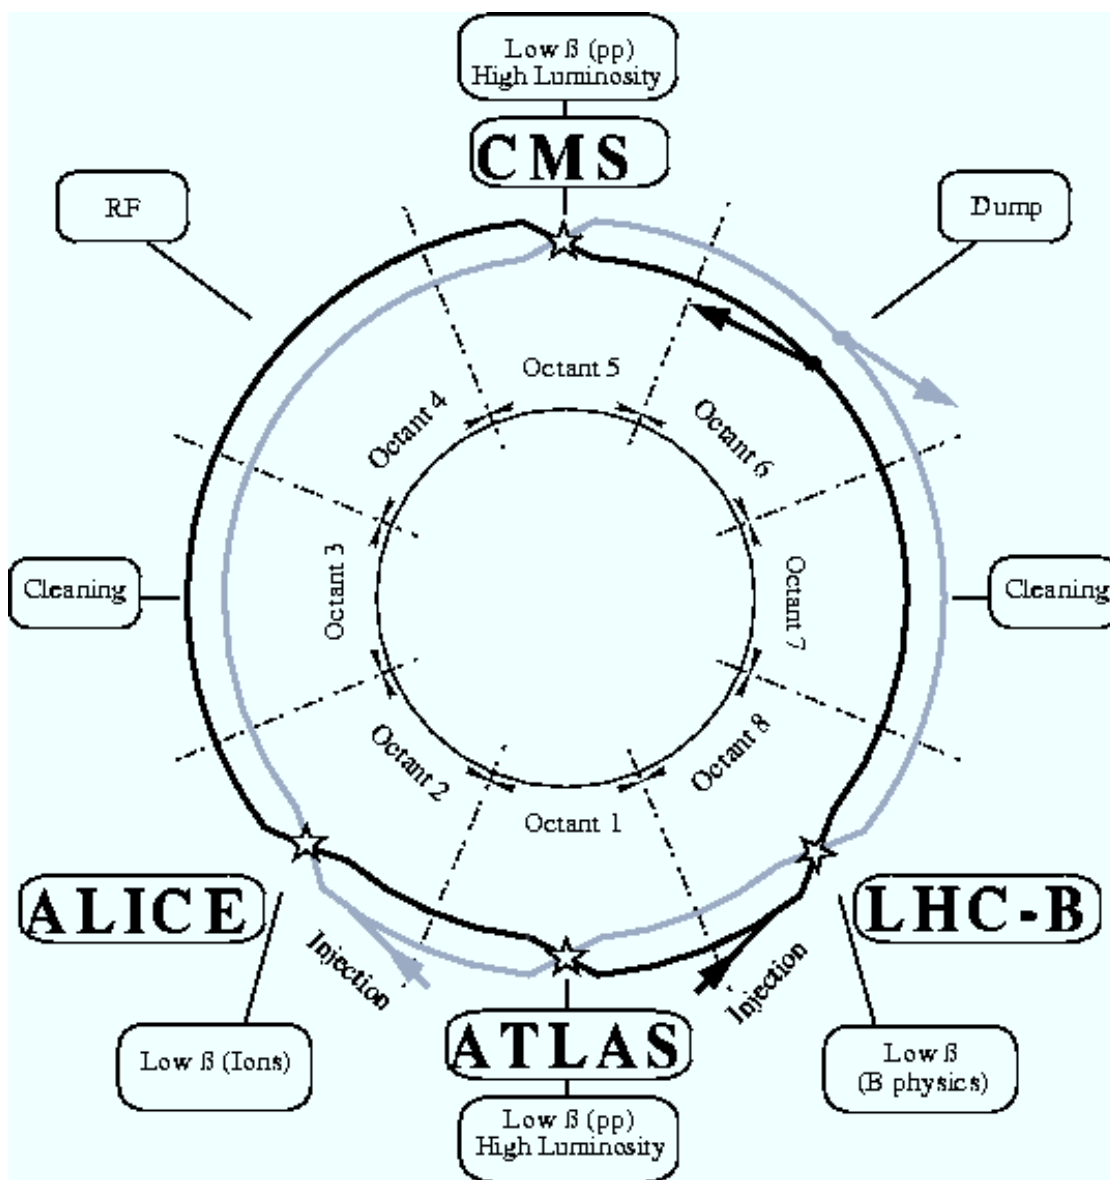 Low ß (pp)
High Luminosity
CMS
RF
Dump
Octant 5
Octant 4
Octant 6
Cleaning
Octant 3
Octant 7
Cleaning
Octant 2
Octant 8
Octant 1
ALICE
LHC-B
Injection
Injection
ATLAS
Low ß (Ions)
Low ß
(B physics)
Low ß (pp)
High Luminosity